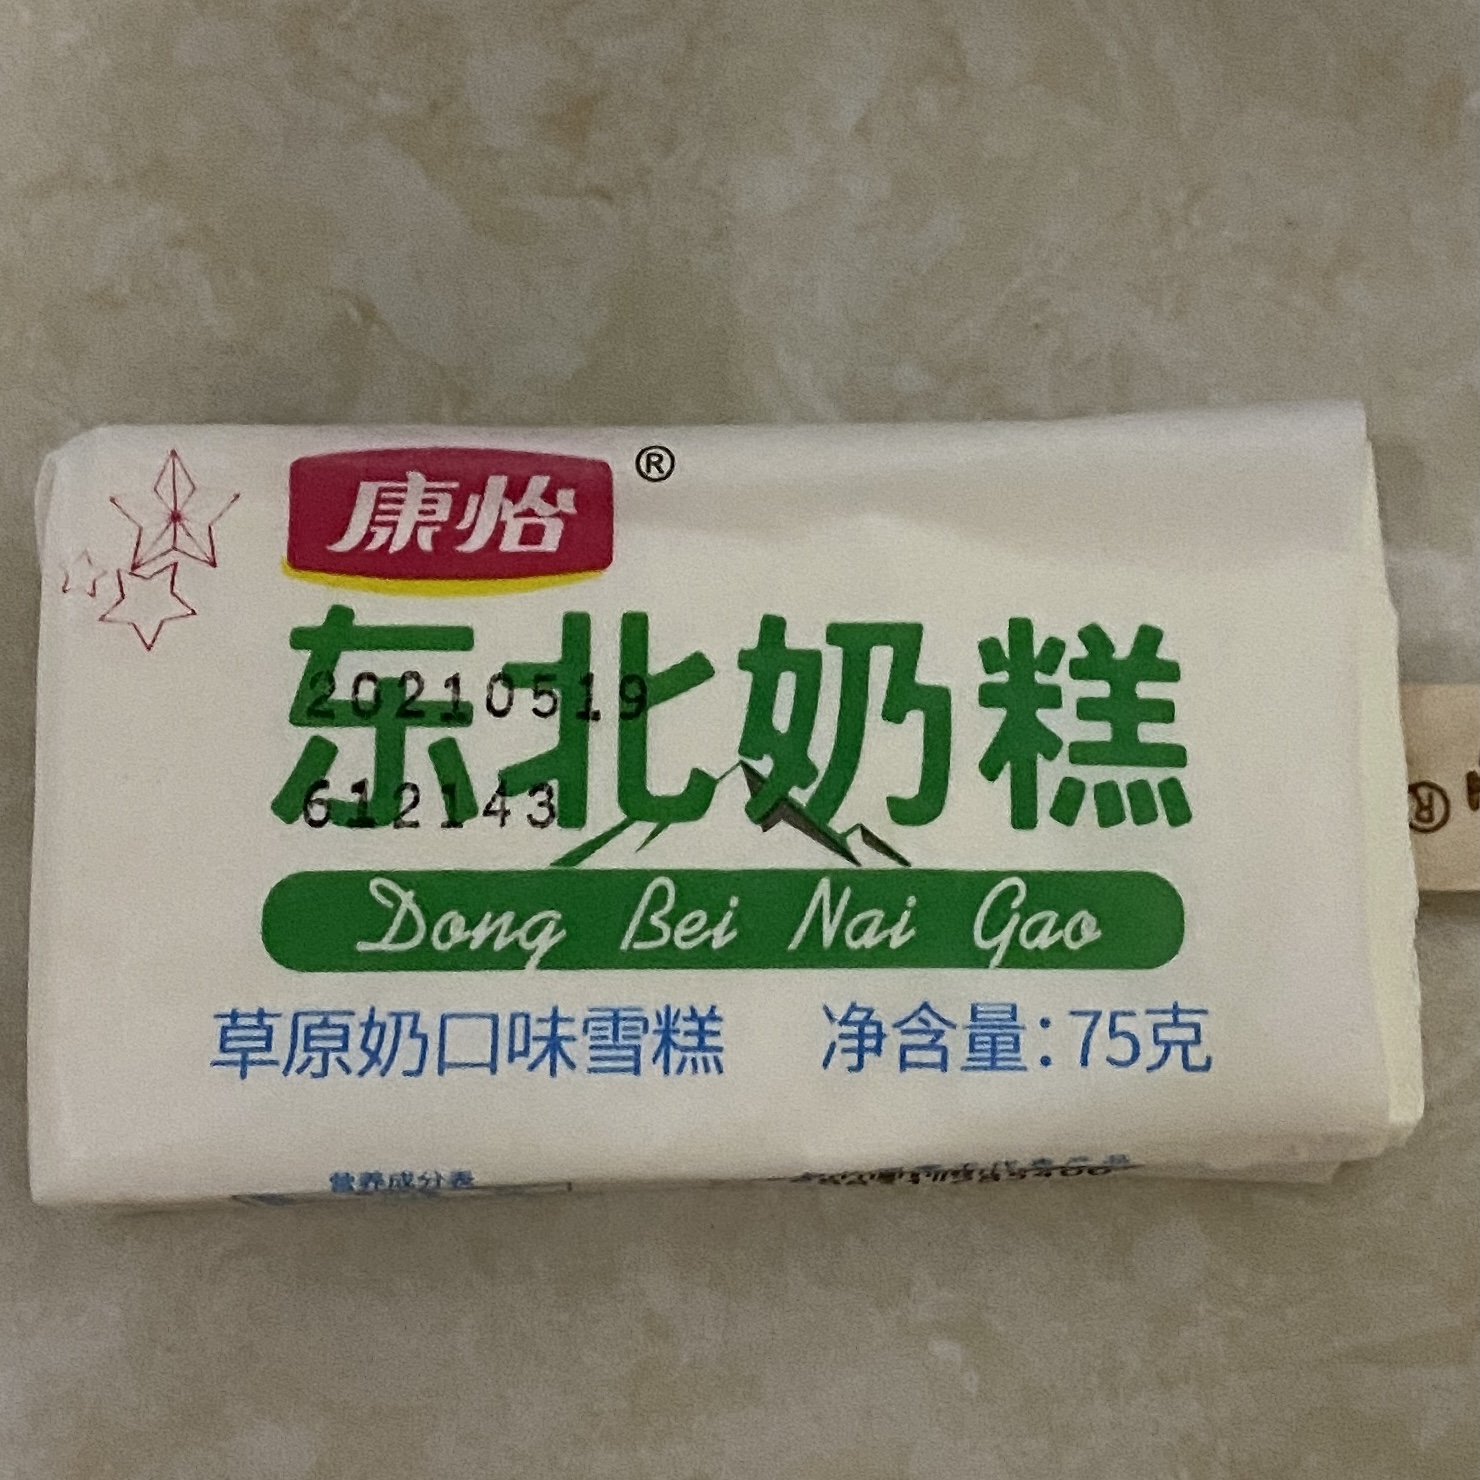 康怡®
东北奶糕
20210519
612143
Dong Bei Nai Gao
草原奶口味雪糕 净含量:75克
营养成分表
®